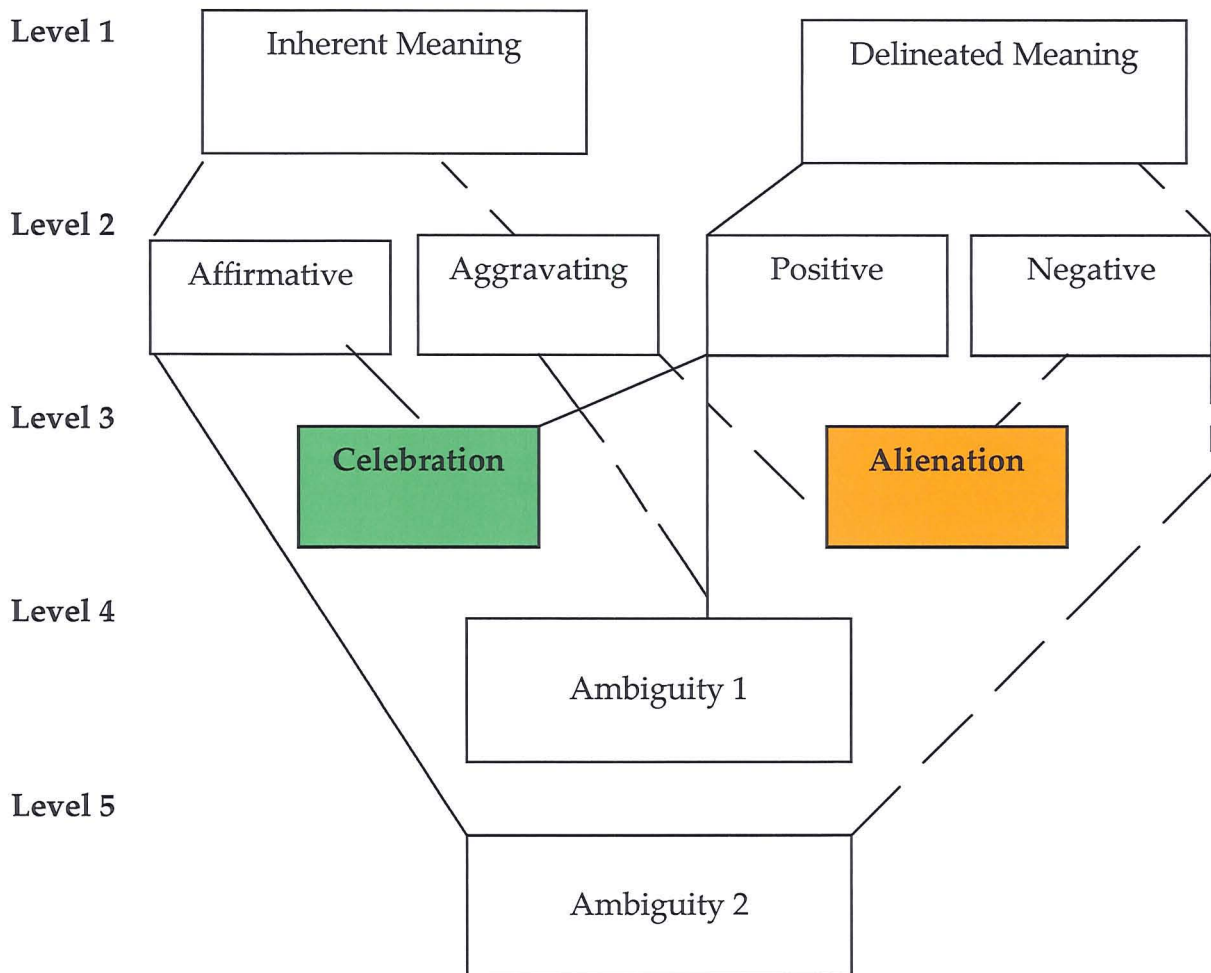 Level 1
Inherent Meaning
Delineated Meaning
Level 2
Affirmative
Aggravating
Positive
Negative
Level 3
Celebration
Alienation
Level 4
Ambiguity 1
Level 5
Ambiguity 2